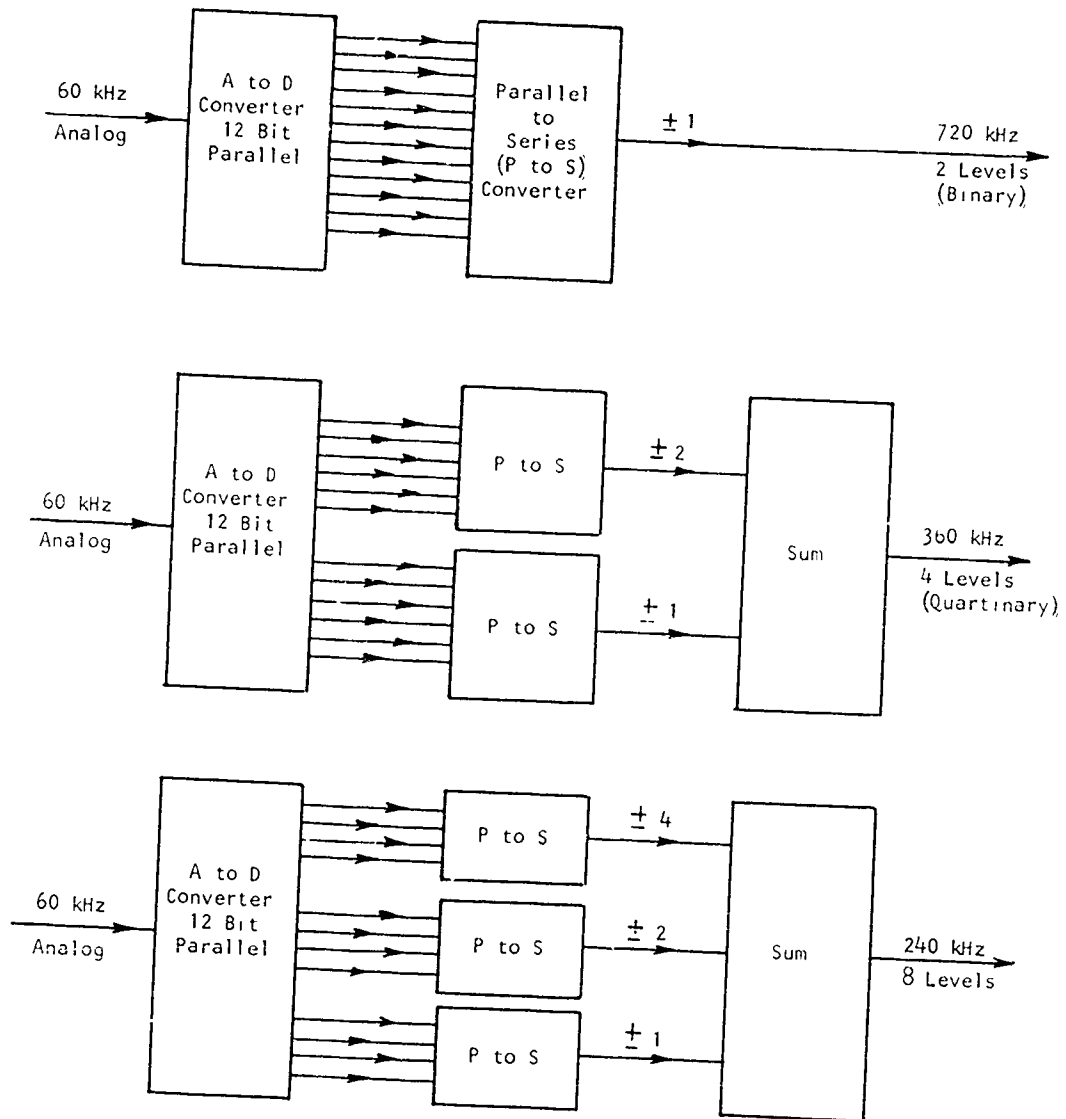 60 kHz
Analog
A to D
Converter
12 Bit
Parallel
Parallel
to
Series
(P to S)
Converter
± 1
720 kHz
2 Levels
(Binary)
60 kHz
Analog
A to D
Converter
12 Bit
Parallel
P to S
P to S
± 2
± 1
Sum
360 kHz
4 Levels
(Quartinary)
60 kHz
Analog
A to D
Converter
12 Bit
Parallel
P to S
P to S
P to S
± 4
± 2
± 1
Sum
240 kHz
8 Levels